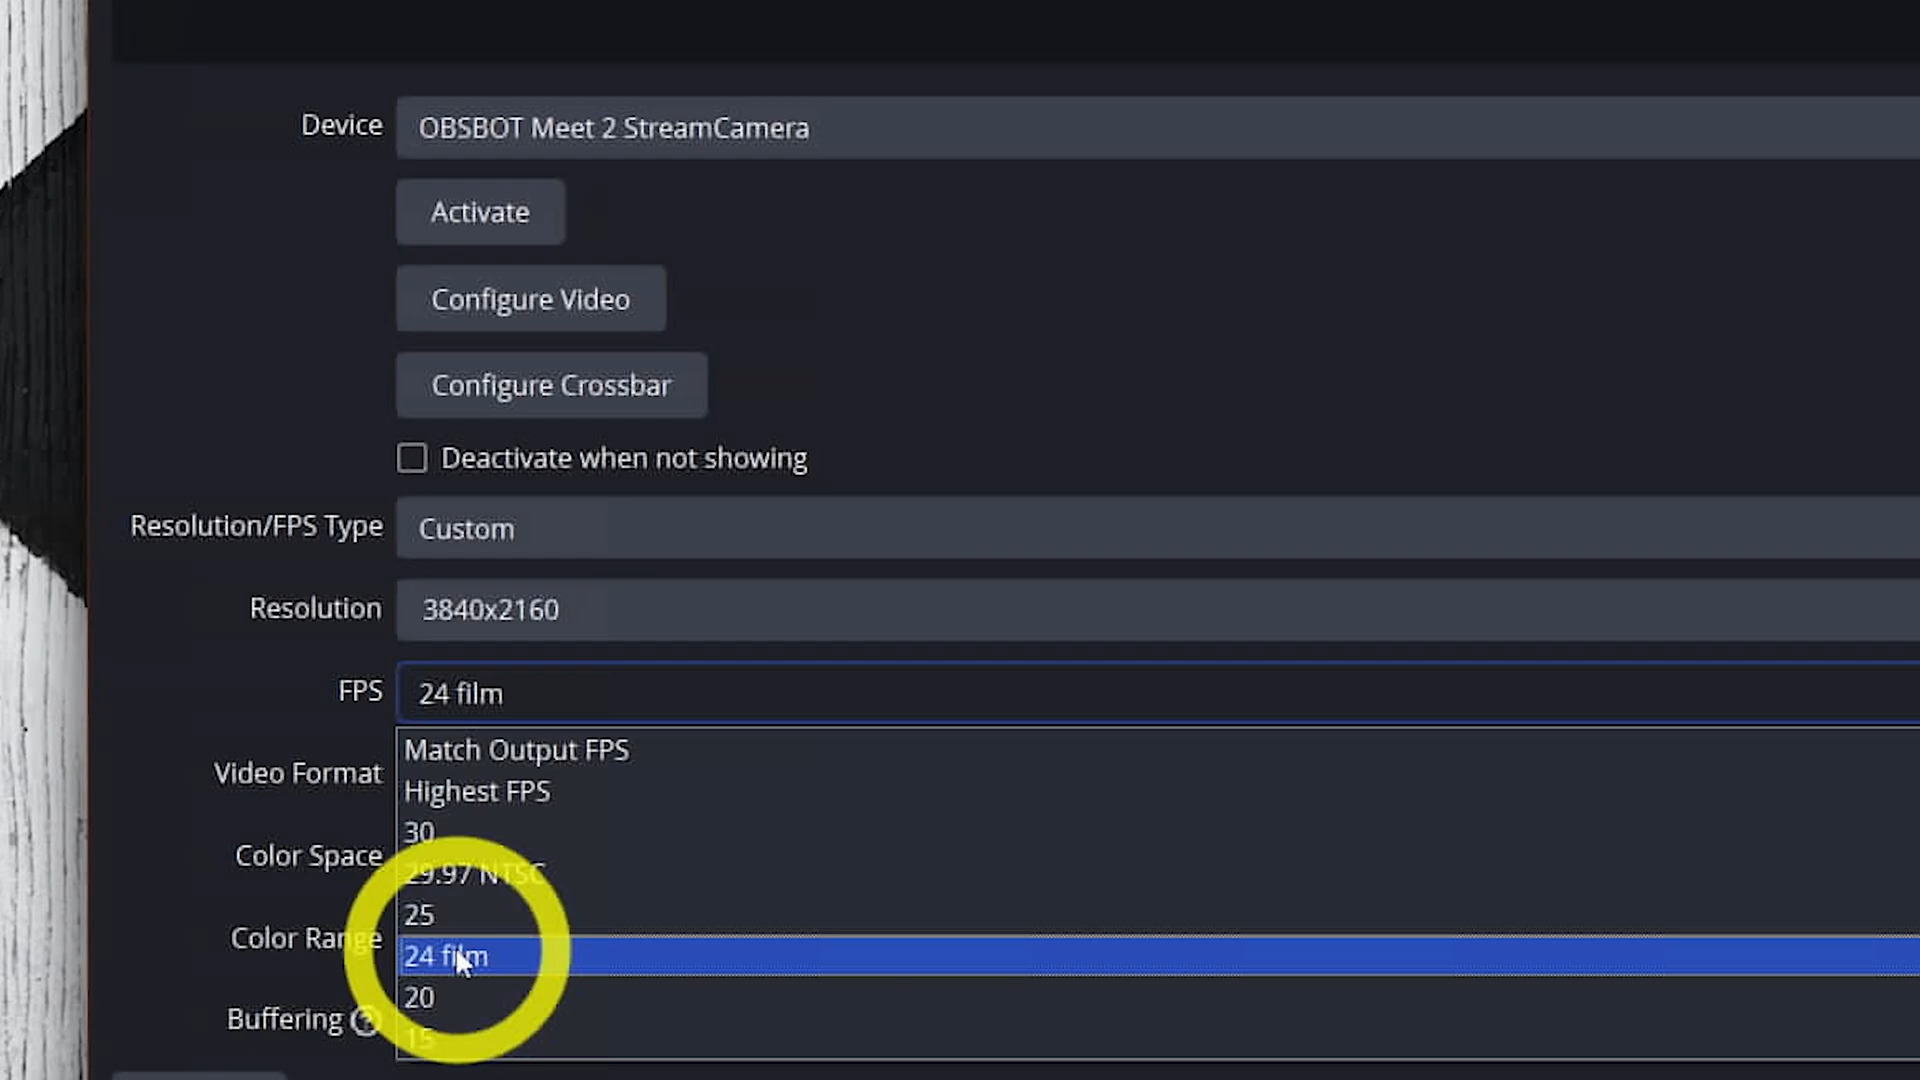 Device OBSBOT Meet 2 StreamCamera
Activate
Configure Video
Configure Crossbar
Deactivate when not showing
Resolution/FPS Type Custom
Resolution 3840x2160
FPS 24 film
Match Output FPS
Video Format
Highest FPS
30
Color Space
29.97 NTSC
25
Color Range
24 film
20
Buffering ?
15